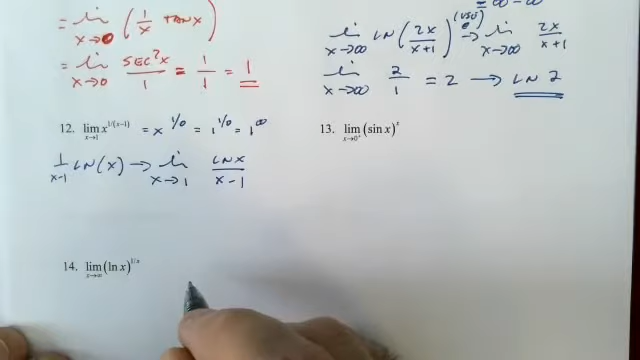 = lim x→0 (1/x TAN x)
= lim x→0 SEC²x/1 = 1/1 = 1
= ∞ - ∞
lim x→∞ LN (2x/x+1) → lim x→∞ 2x/x+1
lim x→∞ 2/1 = 2 → LN 2
12. lim x→1 x^1/(x-1) = x^1/0 = 1^1/0 = 1^∞
1/x-1 LN(x) → lim x→1 LN x/x-1
13. lim x→0⁺ (sin x)^x
14. lim x→∞ (ln x)^1/x